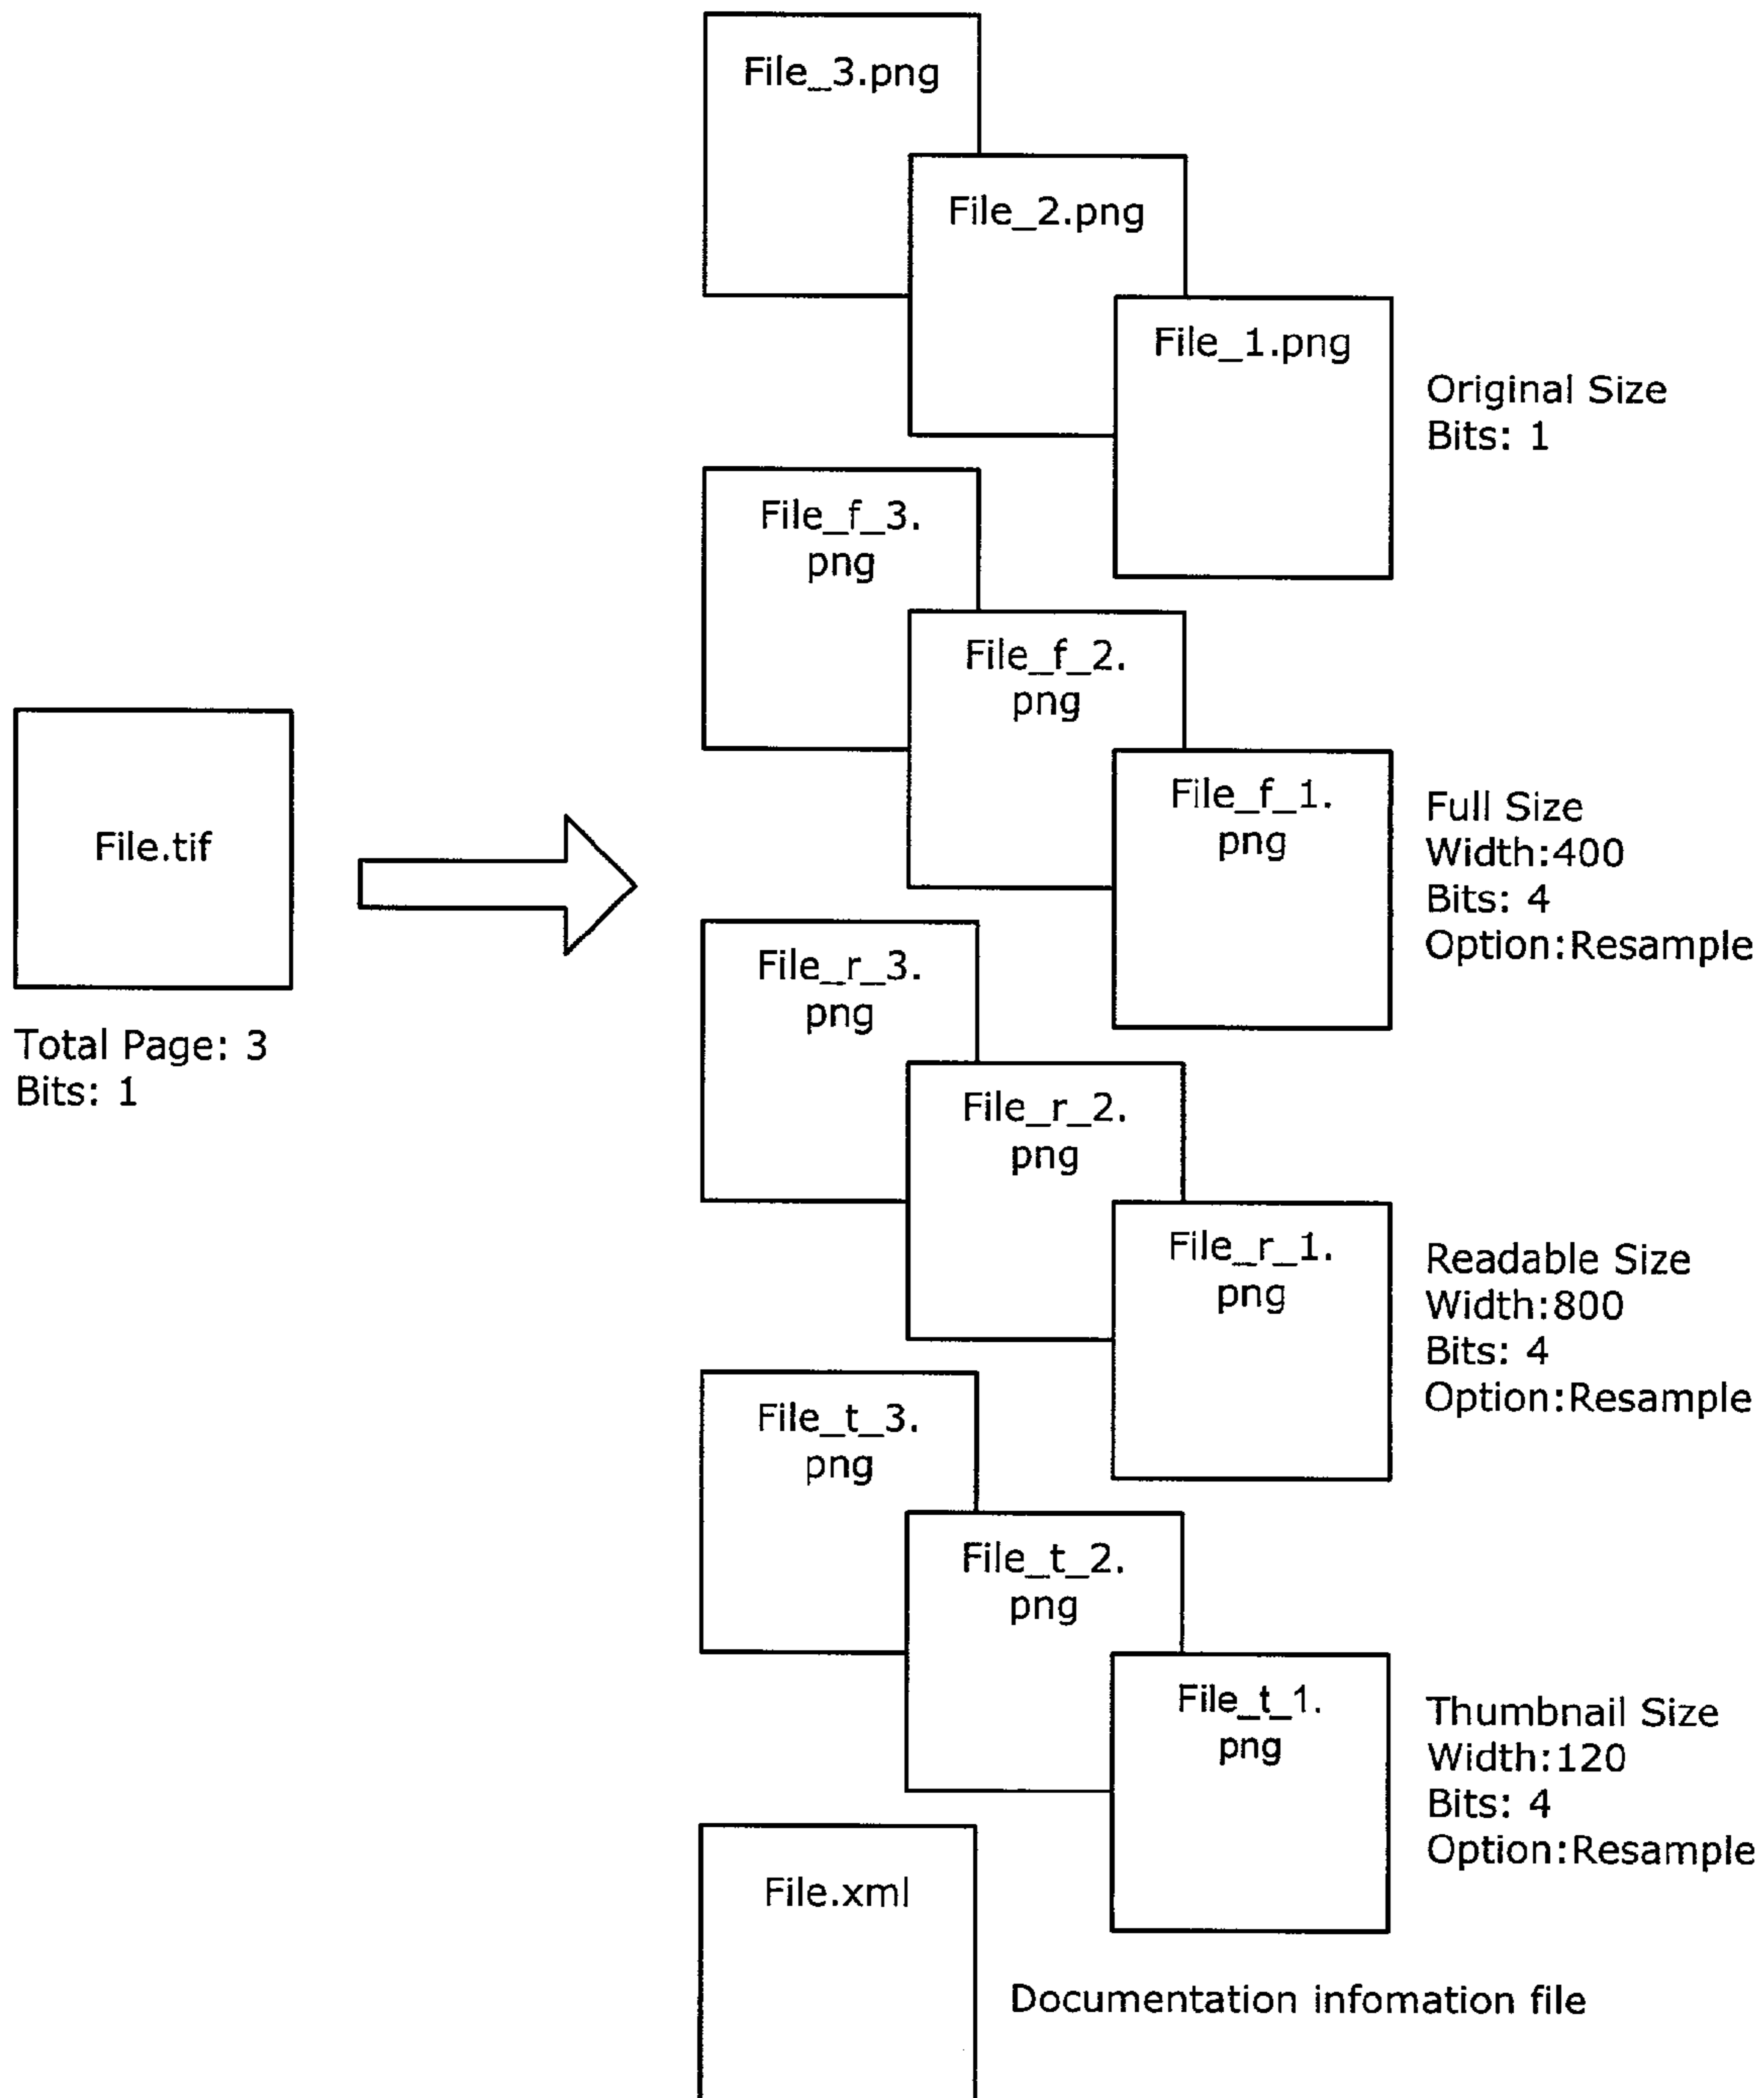 File_3.png
File_2.png
File_1.png
Original Size
Bits: 1
File_f_3.
png
File_f_2.
png
File_f_1.
png
Full Size
Width:400
Bits: 4
Option:Resample
File.tif
Total Page: 3
Bits: 1
File_r_3.
png
File_r_2.
png
File_r_1.
png
Readable Size
Width:800
Bits: 4
Option:Resample
File_t_3.
png
File_t_2.
png
File_t_1.
png
Thumbnail Size
Width:120
Bits: 4
Option:Resample
File.xml
Documentation infomation file